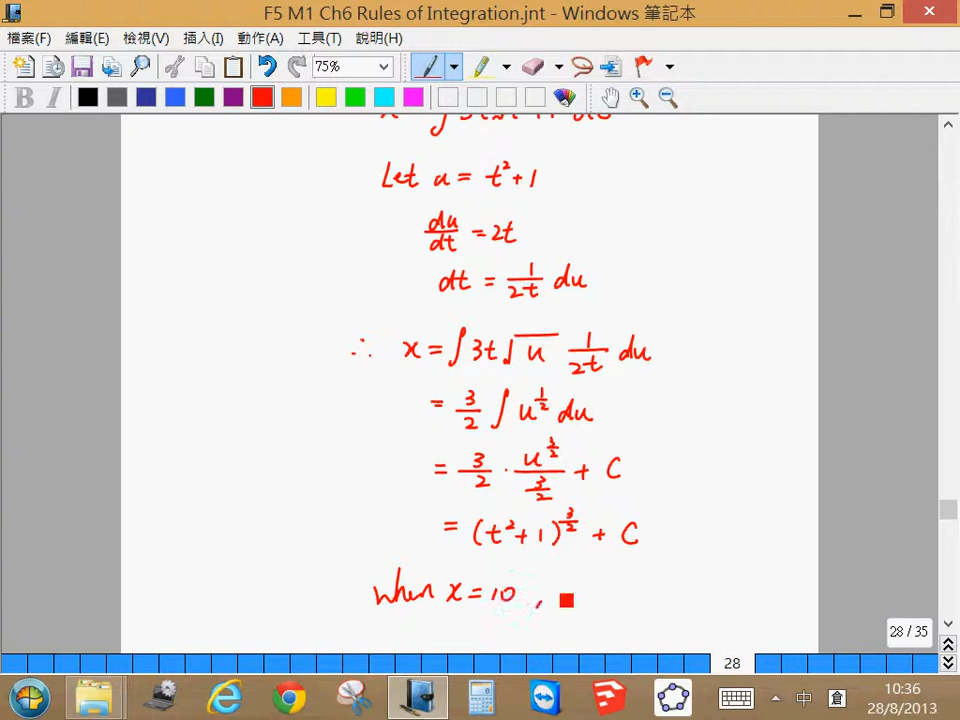 F5 M1 Ch6 Rules of Integration.jnt - Windows 筆記本
檔案(F) 編輯(E) 檢視(V) 插入(I) 動作(A) 工具(T) 說明(H)
75%
B I
Let u = t²+1
du/dt = 2t
dt = 1/2t du
∴ x = ∫ 3t √u 1/2t du
= 3/2 ∫ u^1/2 du
= 3/2 · u^3/2 / 3/2 + C
= (t²+1)^3/2 + C
when x = 10 ,
28 / 35
28
中 倉
10:36
28/8/2013